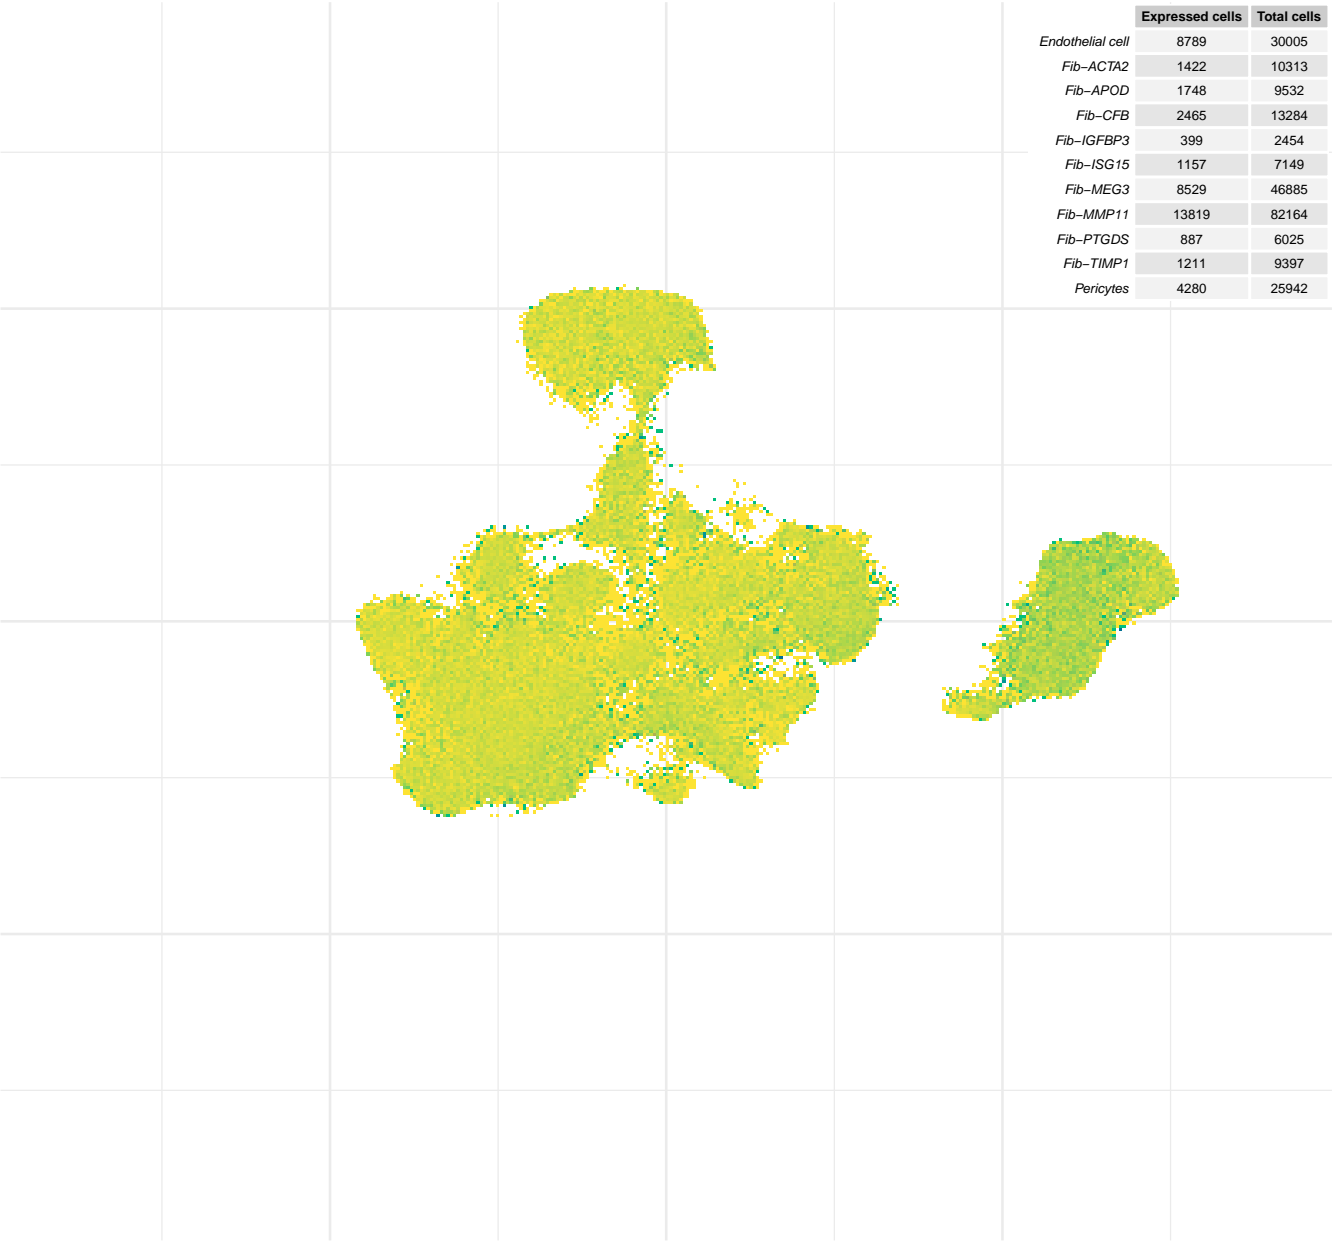 Expressed cells Total cells
Endothelial cell 8789 30005
Fib−ACTA2 1422 10313
Fib−APOD 1748 9532
Fib−CFB 2465 13284
Fib−IGFBP3 399 2454
Fib−ISG15 1157 7149
Fib−MEG3 8529 46885
Fib−MMP11 13819 82164
Fib−PTGDS 887 6025
Fib−TIMP1 1211 9397
Pericytes 4280 25942